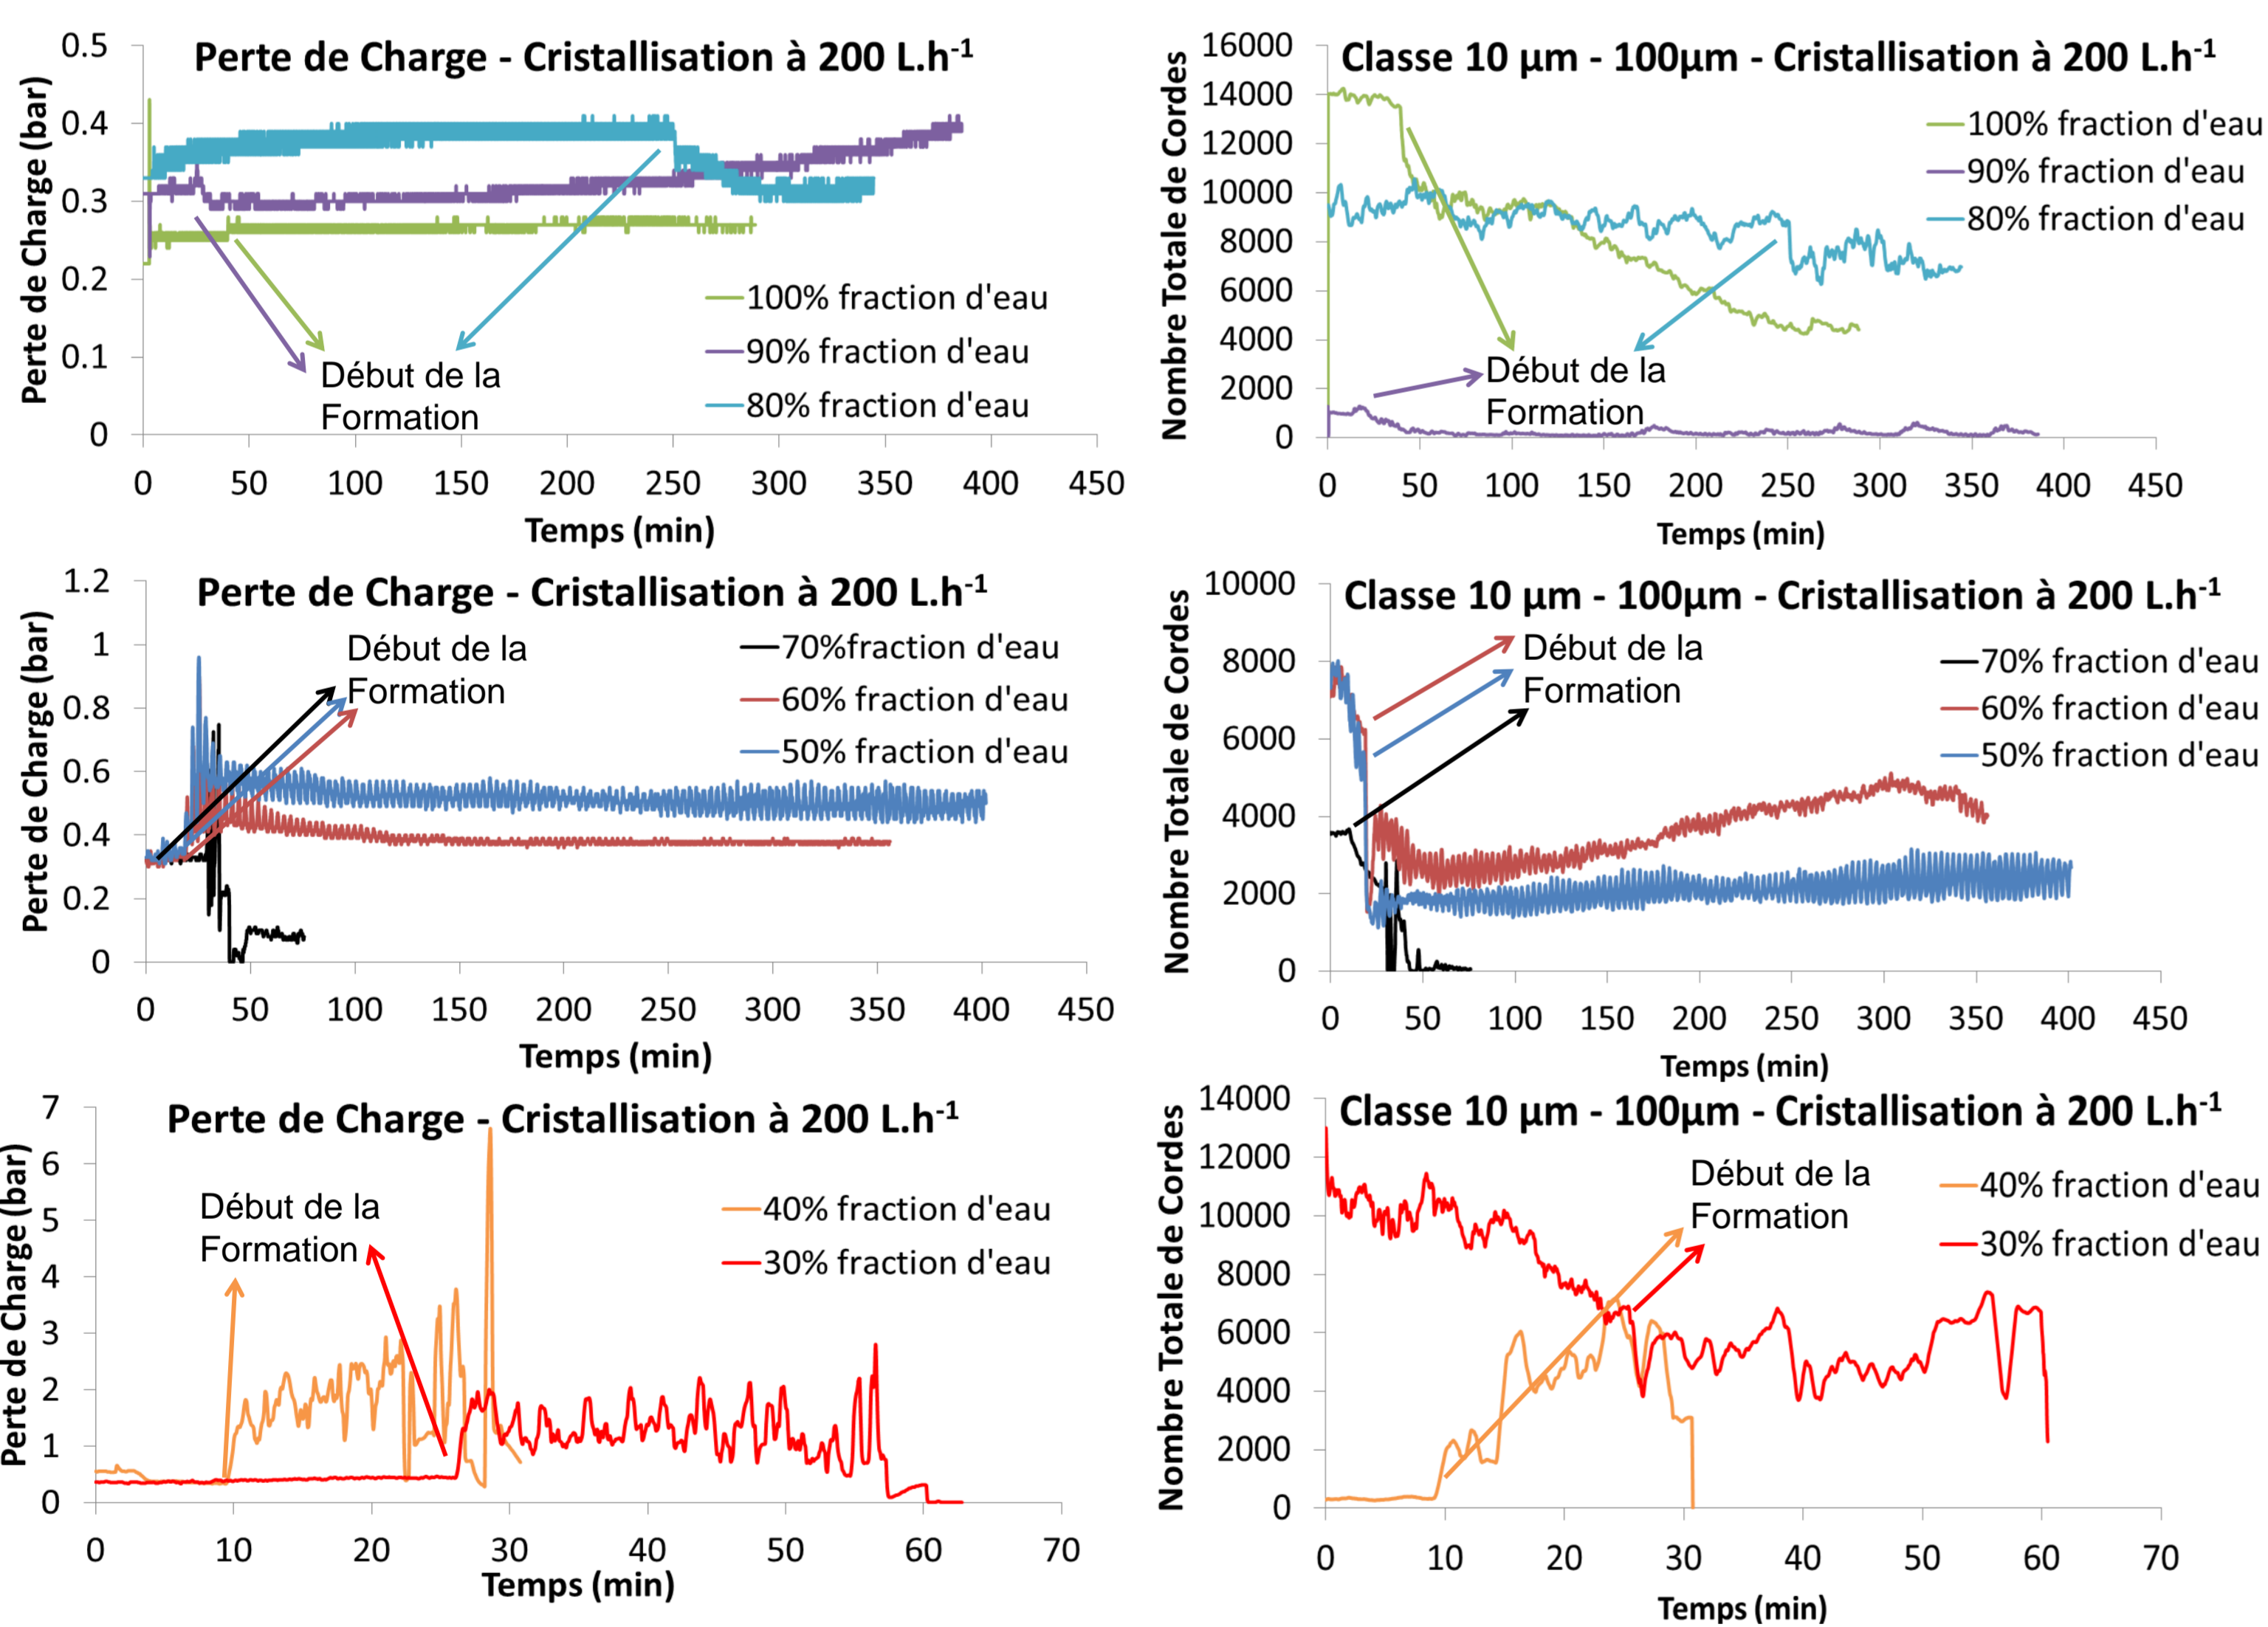 Perte de Charge - Cristallisation à 200 L.h-1
Perte de Charge (bar)
0.5
0.4
0.3
0.2
0.1
0
100% fraction d'eau
90% fraction d'eau
80% fraction d'eau
Début de la
Formation
0 50 100 150 200 250 300 350 400 450
Temps (min)
Classe 10 µm - 100µm - Cristallisation à 200 L.h-1
Nombre Totale de Cordes
16000
14000
12000
10000
8000
6000
4000
2000
0
100% fraction d'eau
90% fraction d'eau
80% fraction d'eau
Début de la
Formation
0 50 100 150 200 250 300 350 400 450
Temps (min)
Perte de Charge - Cristallisation à 200 L.h-1
Perte de Charge (bar)
1.2
1
0.8
0.6
0.4
0.2
0
Début de la
Formation
70%fraction d'eau
60% fraction d'eau
50% fraction d'eau
0 50 100 150 200 250 300 350 400 450
Temps (min)
Classe 10 µm - 100µm - Cristallisation à 200 L.h-1
Nombre Totale de Cordes
10000
8000
6000
4000
2000
0
Début de la
Formation
70% fraction d'eau
60% fraction d'eau
50% fraction d'eau
0 50 100 150 200 250 300 350 400 450
Temps (min)
Perte de Charge - Cristallisation à 200 L.h-1
Perte de Charge (bar)
7
6
5
4
3
2
1
0
Début de la
Formation
40% fraction d'eau
30% fraction d'eau
0 10 20 30 40 50 60 70
Temps (min)
Classe 10 µm - 100µm - Cristallisation à 200 L.h-1
Nombre Totale de Cordes
14000
12000
10000
8000
6000
4000
2000
0
Début de la
Formation
40% fraction d'eau
30% fraction d'eau
0 10 20 30 40 50 60 70
Temps (min)